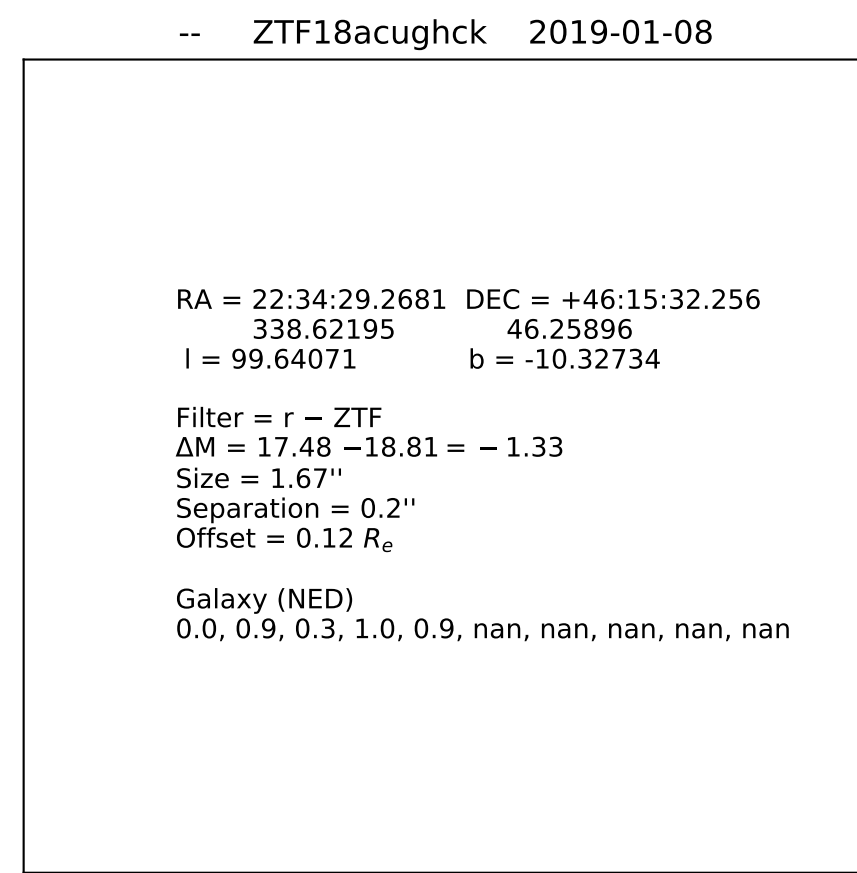 -- ZTF18acughck 2019-01-08
RA = 22:34:29.2681 DEC = +46:15:32.256
338.62195 46.25896
l = 99.64071 b = -10.32734
Filter = r − ZTF
ΔM = 17.48 −18.81 = − 1.33
Size = 1.67''
Separation = 0.2''
Offset = 0.12 Re
Galaxy (NED)
0.0, 0.9, 0.3, 1.0, 0.9, nan, nan, nan, nan, nan